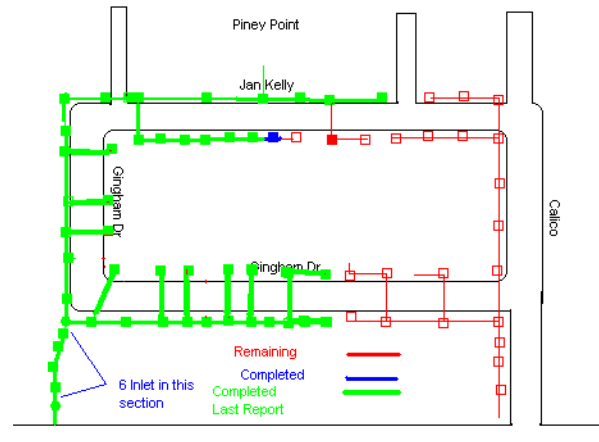 Piney Point
Jan Kelly
Gingham Dr
Calico
Gingham Dr
Remaining
Completed
6 Inlet in this
section
Completed
Last Report